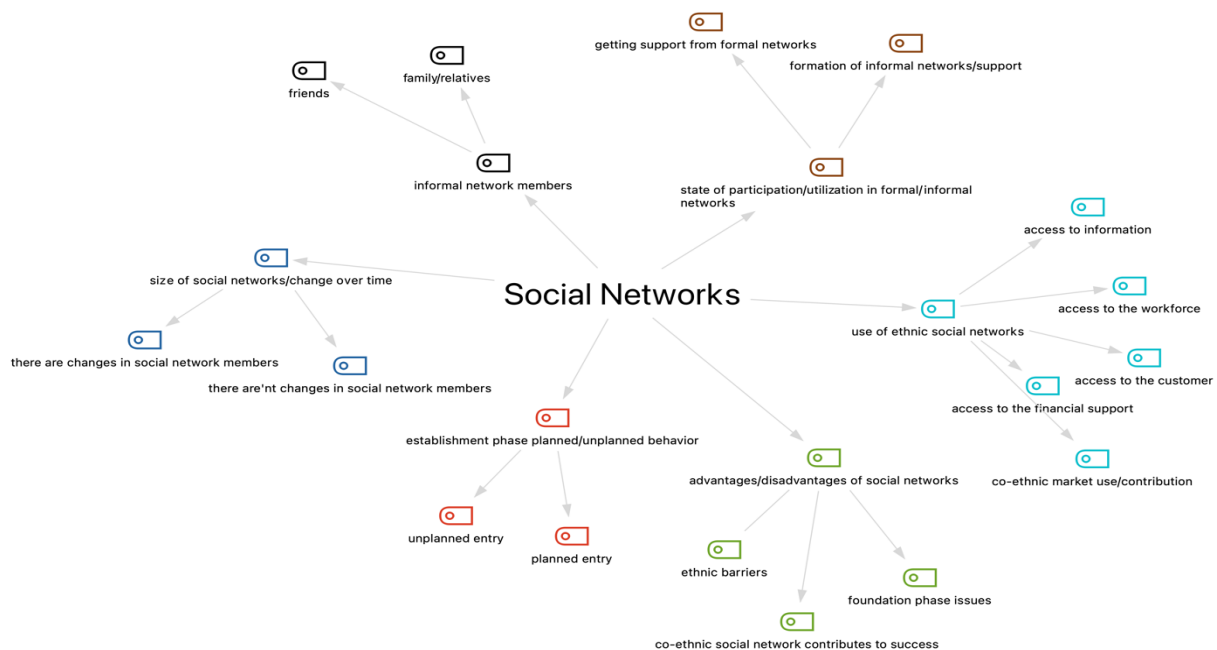 getting support from formal networks
formation of informal networks/support
family/relatives
friends
informal network members
state of participation/utilization in formal/informal
networks
access to information
size of social networks/change over time
Social Networks
access to the workforce
use of ethnic social networks
there are changes in social network members
there are'nt changes in social network members
access to the customer
access to the financial support
establishment phase planned/unplanned behavior
advantages/disadvantages of social networks
co-ethnic market use/contribution
unplanned entry
planned entry
ethnic barriers
foundation phase issues
co-ethnic social network contributes to success